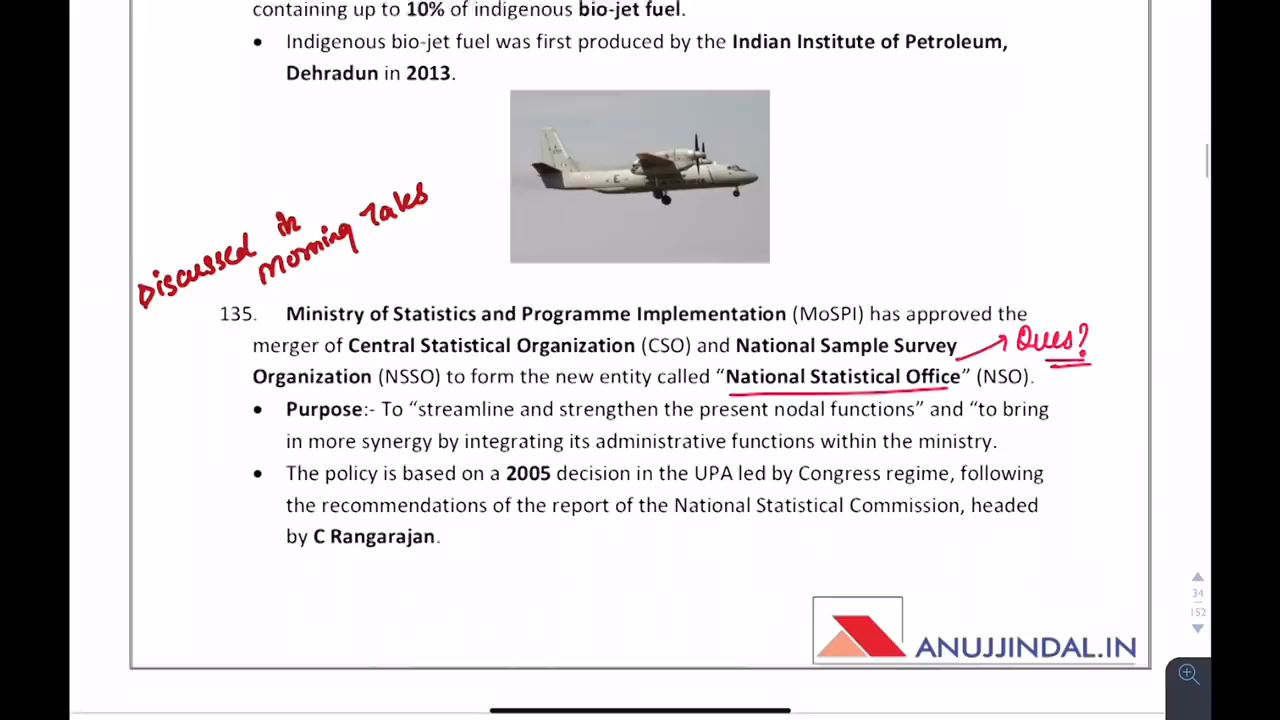 containing up to 10% of indigenous bio-jet fuel.
• Indigenous bio-jet fuel was first produced by the Indian Institute of Petroleum,
Dehradun in 2013.
E
Discussed in
Morning Talks
135. Ministry of Statistics and Programme Implementation (MoSPI) has approved the
merger of Central Statistical Organization (CSO) and National Sample Survey
Ques?
Organization (NSSO) to form the new entity called “National Statistical Office” (NSO).
• Purpose:- To “streamline and strengthen the present nodal functions” and “to bring
in more synergy by integrating its administrative functions within the ministry.
• The policy is based on a 2005 decision in the UPA led by Congress regime, following
the recommendations of the report of the National Statistical Commission, headed
by C Rangarajan.
ANUJJINDAL.IN
34
152